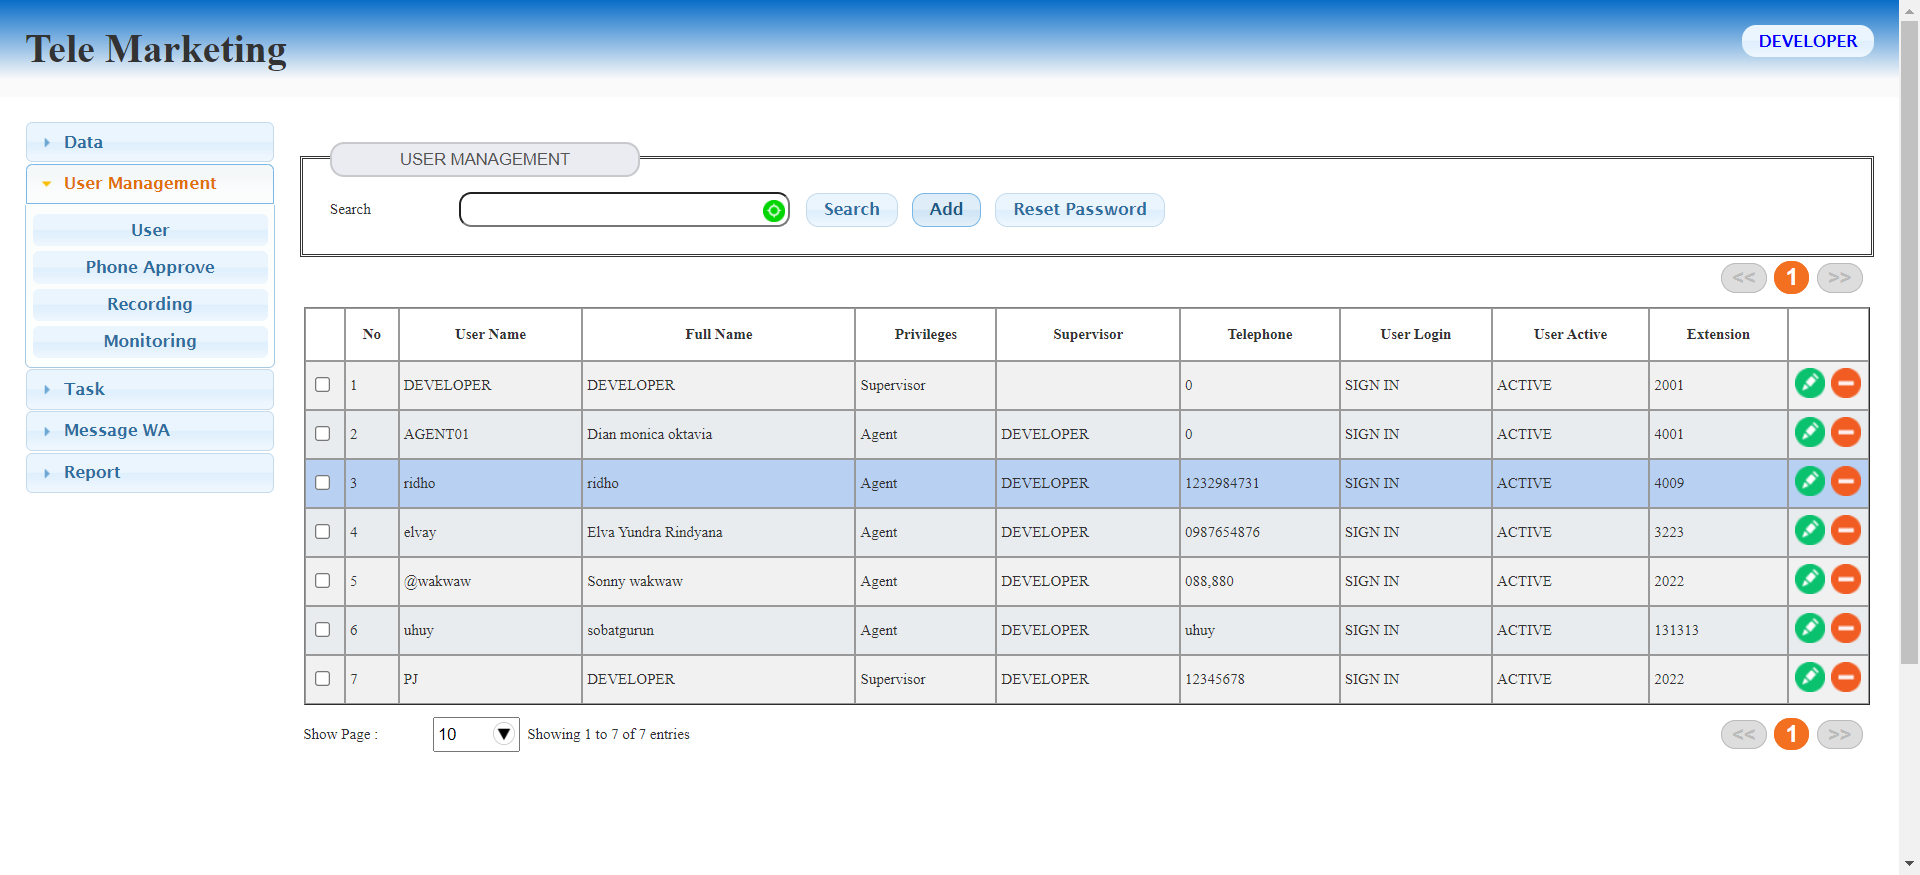 Tele Marketing
DEVELOPER
Data
User Management
User
Phone Approve
Recording
Monitoring
Task
Message WA
Report
USER MANAGEMENT
Search Search Add Reset Password
<< 1 >>
No User Name Full Name Privileges Supervisor Telephone User Login User Active Extension
1 DEVELOPER DEVELOPER Supervisor 0 SIGN IN ACTIVE 2001
2 AGENT01 Dian monica oktavia Agent DEVELOPER 0 SIGN IN ACTIVE 4001
3 ridho ridho Agent DEVELOPER 1232984731 SIGN IN ACTIVE 4009
4 elvay Elva Yundra Rindyana Agent DEVELOPER 0987654876 SIGN IN ACTIVE 3223
5 @wakwaw Sonny wakwaw Agent DEVELOPER 088,880 SIGN IN ACTIVE 2022
6 uhuy sobatgurun Agent DEVELOPER uhuy SIGN IN ACTIVE 131313
7 PJ DEVELOPER Supervisor DEVELOPER 12345678 SIGN IN ACTIVE 2022
Show Page : 10 Showing 1 to 7 of 7 entries << 1 >>